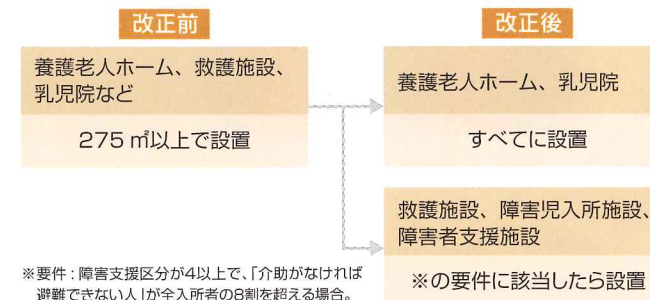 改正前
養護老人ホーム、救護施設、
乳児院など
275㎡以上で設置
改正後
養護老人ホーム、乳児院
すべてに設置
救護施設、障害児入所施設、
障害者支援施設
※の要件に該当したら設置
※要件：障害支援区分が4以上で、「介助がなければ
避難できない人」が全入所者の8割を超える場合。